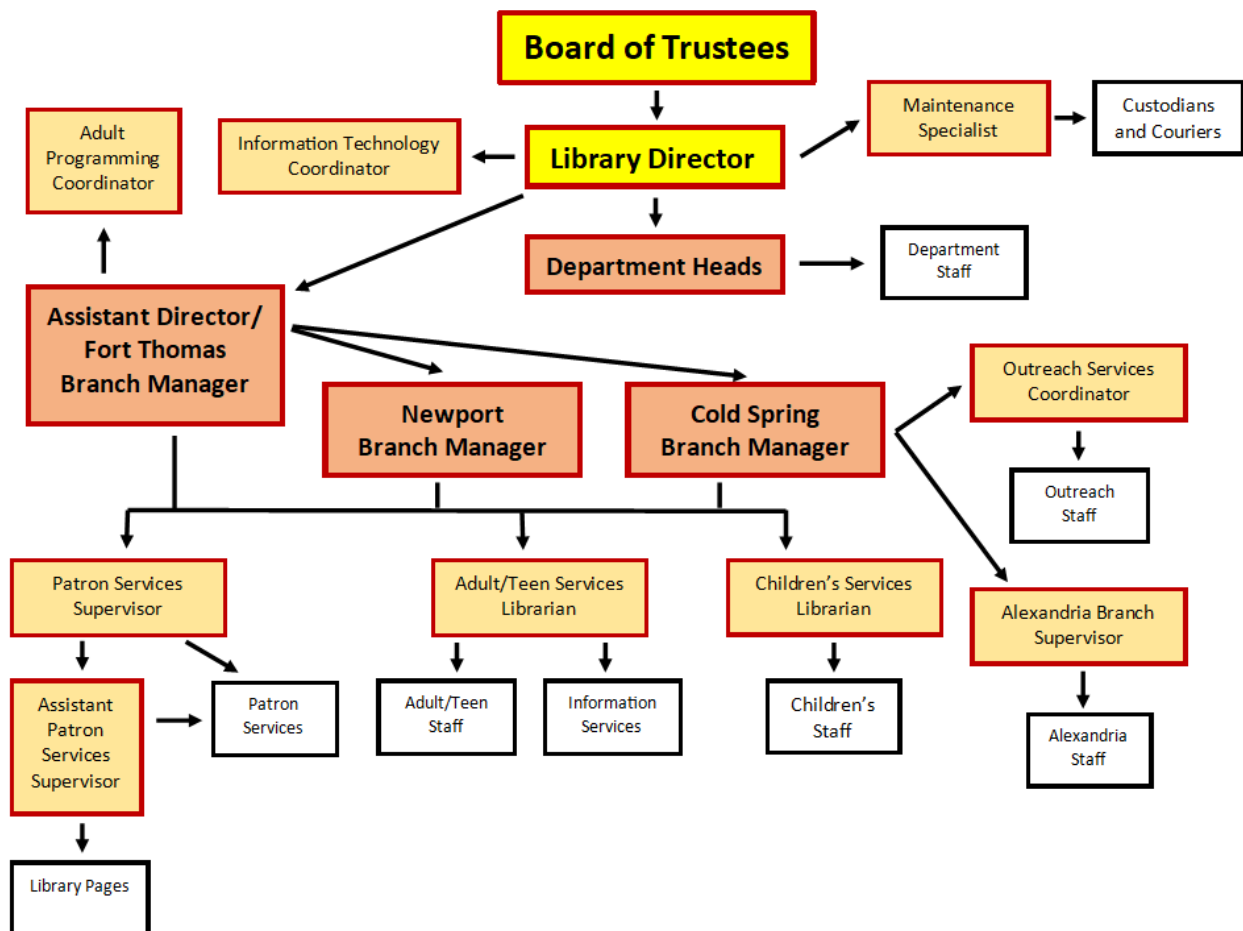 Board of Trustees
Maintenance
Specialist
Custodians
and Couriers
Adult
Programming
Coordinator
Information Technology
Coordinator
Library Director
Department Heads
Department
Staff
Assistant Director/
Fort Thomas
Branch Manager
Newport
Branch Manager
Cold Spring
Branch Manager
Outreach Services
Coordinator
Outreach
Staff
Patron Services
Supervisor
Adult/Teen Services
Librarian
Children’s Services
Librarian
Alexandria Branch
Supervisor
Assistant
Patron
Services
Supervisor
Patron
Services
Adult/Teen
Staff
Information
Services
Children’s
Staff
Alexandria
Staff
Library Pages